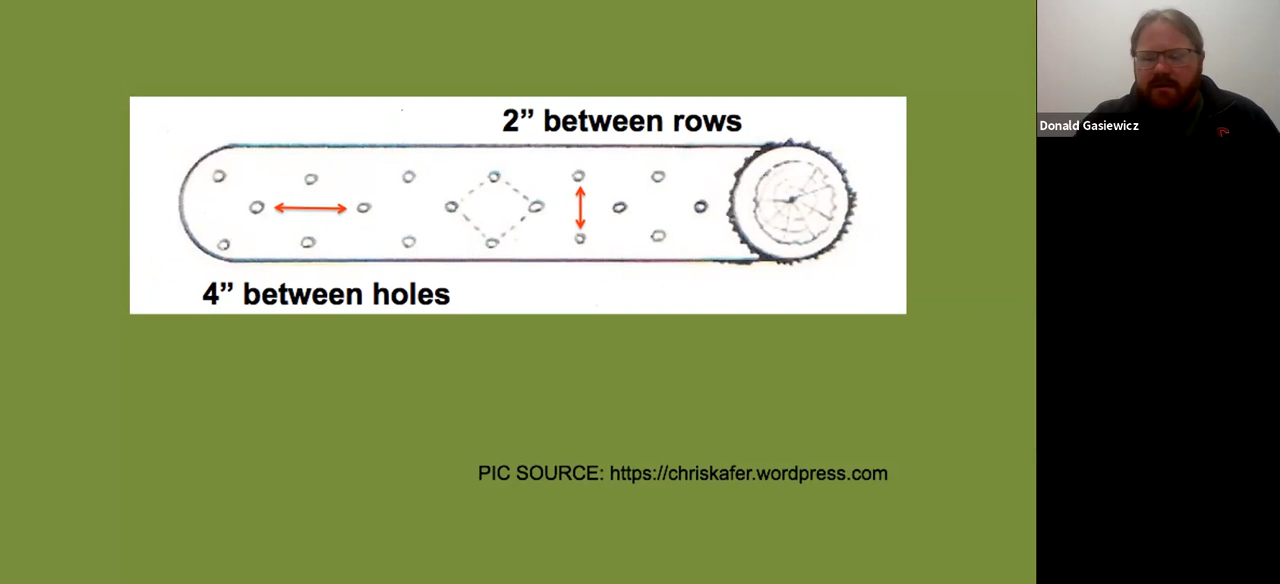 2” between rows
4” between holes
PIC SOURCE: https://chriskafer.wordpress.com
Donald Gasiewicz